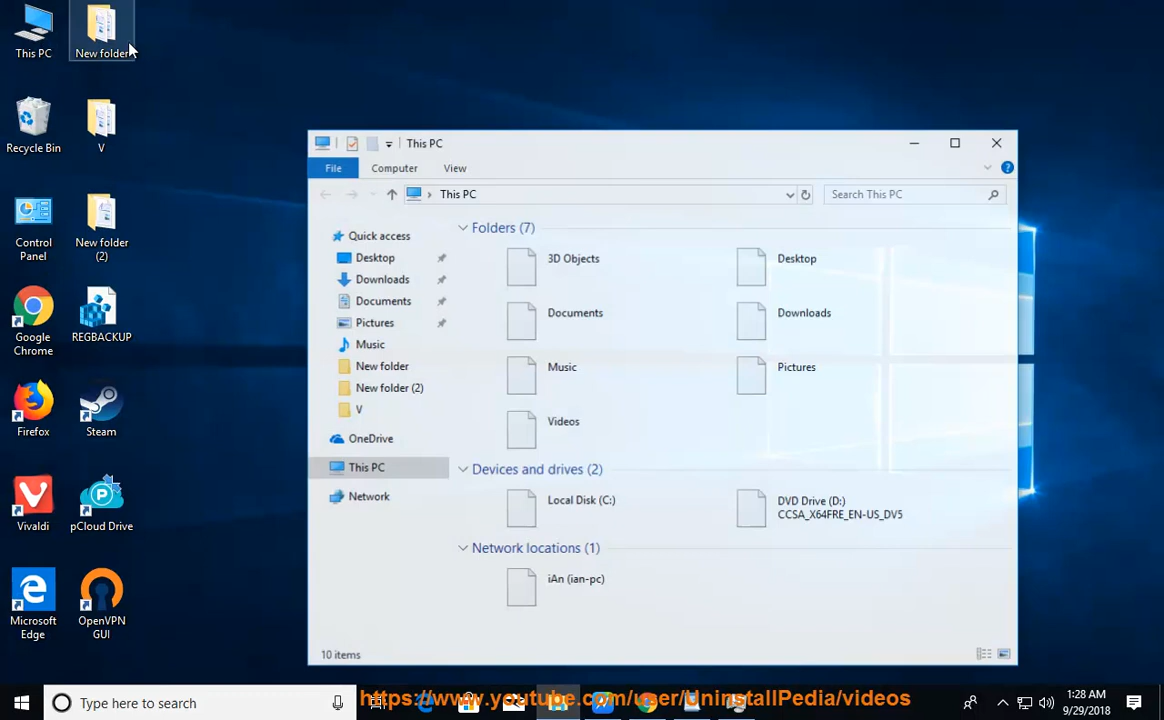 This PC
New folder
Recycle Bin
V
Control
Panel
New folder
(2)
Google
Chrome
REGBACKUP
Firefox
Steam
Vivaldi
pCloud Drive
Microsoft
Edge
OpenVPN
GUI
This PC
File
Computer
View
This PC
Search This PC
Quick access
Desktop
Downloads
Documents
Pictures
Music
New folder
New folder (2)
V
OneDrive
This PC
Network
Folders (7)
3D Objects
Desktop
Documents
Downloads
Music
Pictures
Videos
Devices and drives (2)
Local Disk (C:)
DVD Drive (D:)
CCSA_X64FRE_EN-US_DV5
Network locations (1)
iAn (ian-pc)
10 items
Type here to search
https://www.youtube.com/user/UninstallPedia/videos
1:28 AM
9/29/2018